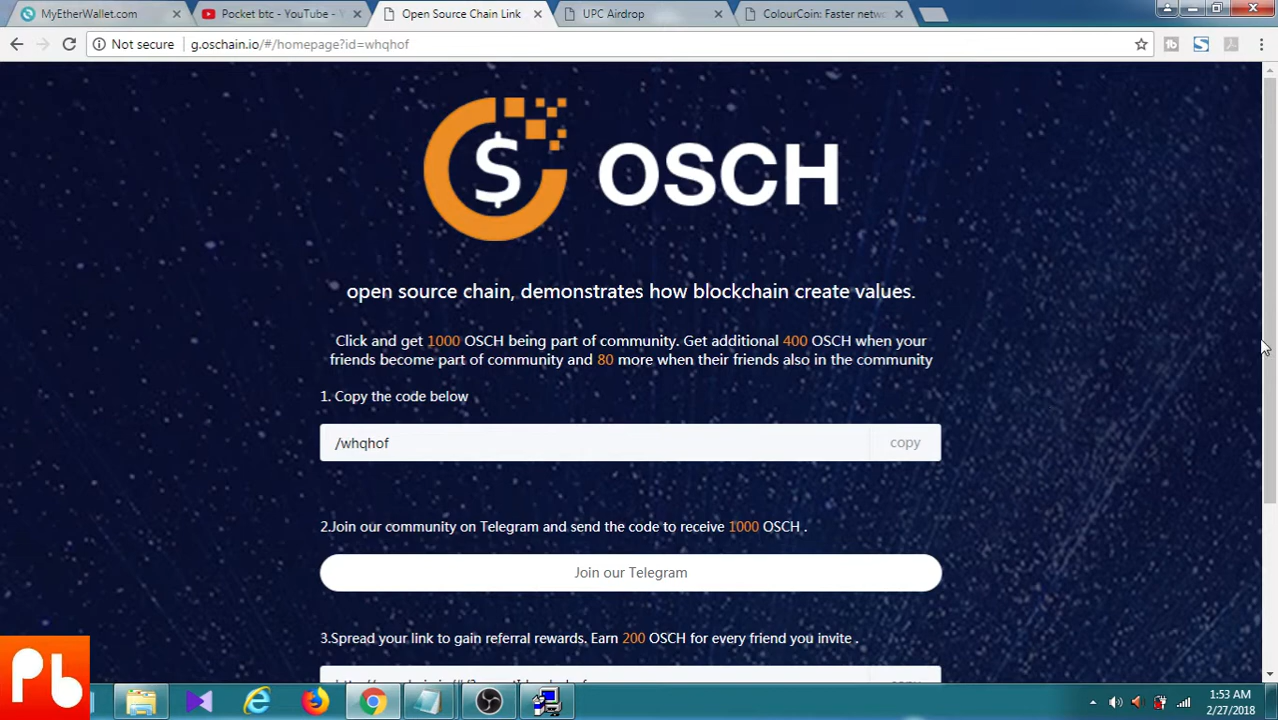 MyEtherWallet.com
Pocket btc - YouTube -
Open Source Chain Link
UPC Airdrop
ColourCoin: Faster netw
Not secure
g.oschain.io/#/homepage?id=whqhof
OSCH
open source chain, demonstrates how blockchain create values.
Click and get 1000 OSCH being part of community. Get additional 400 OSCH when your
friends become part of community and 80 more when their friends also in the community
1. Copy the code below
/whqhof
copy
2.Join our community on Telegram and send the code to receive 1000 OSCH .
Join our Telegram
3.Spread your link to gain referral rewards. Earn 200 OSCH for every friend you invite .
Pb
1:53 AM
2/27/2018